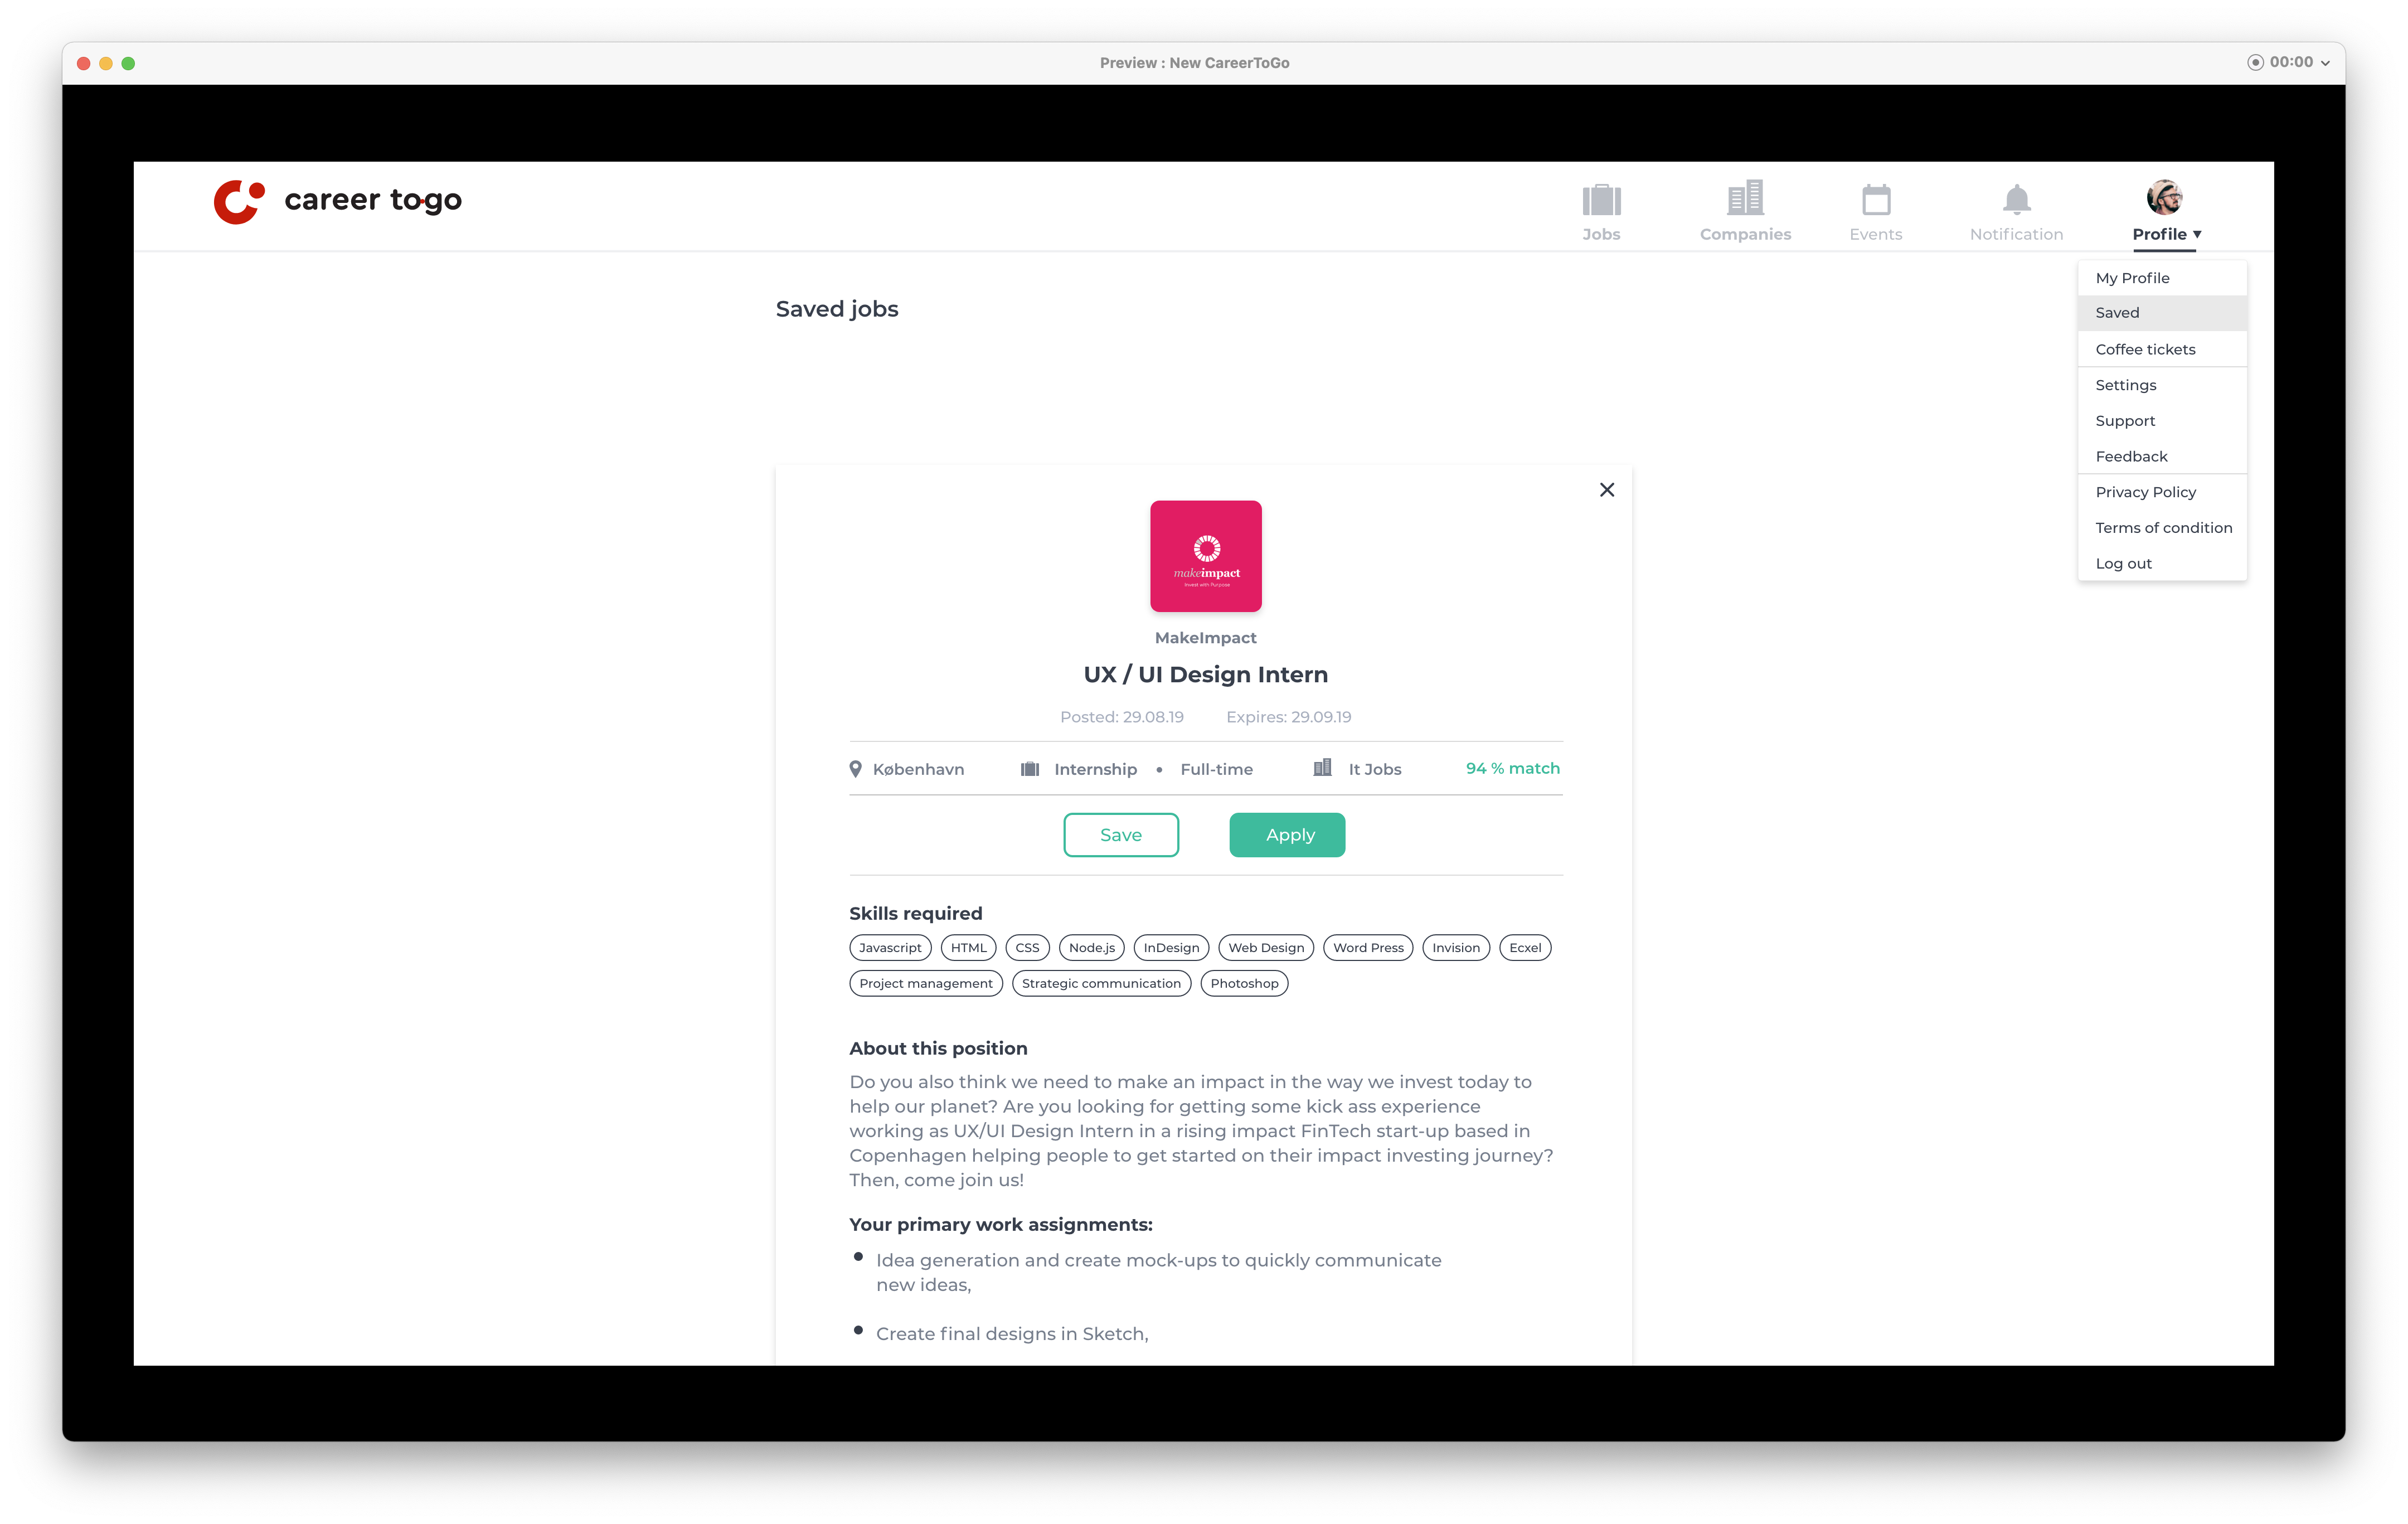 Preview : New CareerToGo
00:00
career to·go
Jobs
Companies
Events
Notification
Profile ▾
My Profile
Saved
Coffee tickets
Settings
Support
Feedback
Privacy Policy
Terms of condition
Log out
Saved jobs
makeimpact
Invest with Purpose
MakeImpact
UX / UI Design Intern
Posted: 29.08.19 Expires: 29.09.19
København Internship • Full-time It Jobs 94 % match
Save Apply
Skills required
Javascript HTML CSS Node.js InDesign Web Design Word Press Invision Ecxel
Project management Strategic communication Photoshop
About this position
Do you also think we need to make an impact in the way we invest today to
help our planet? Are you looking for getting some kick ass experience
working as UX/UI Design Intern in a rising impact FinTech start-up based in
Copenhagen helping people to get started on their impact investing journey?
Then, come join us!
Your primary work assignments:
• Idea generation and create mock-ups to quickly communicate
new ideas,
• Create final designs in Sketch,